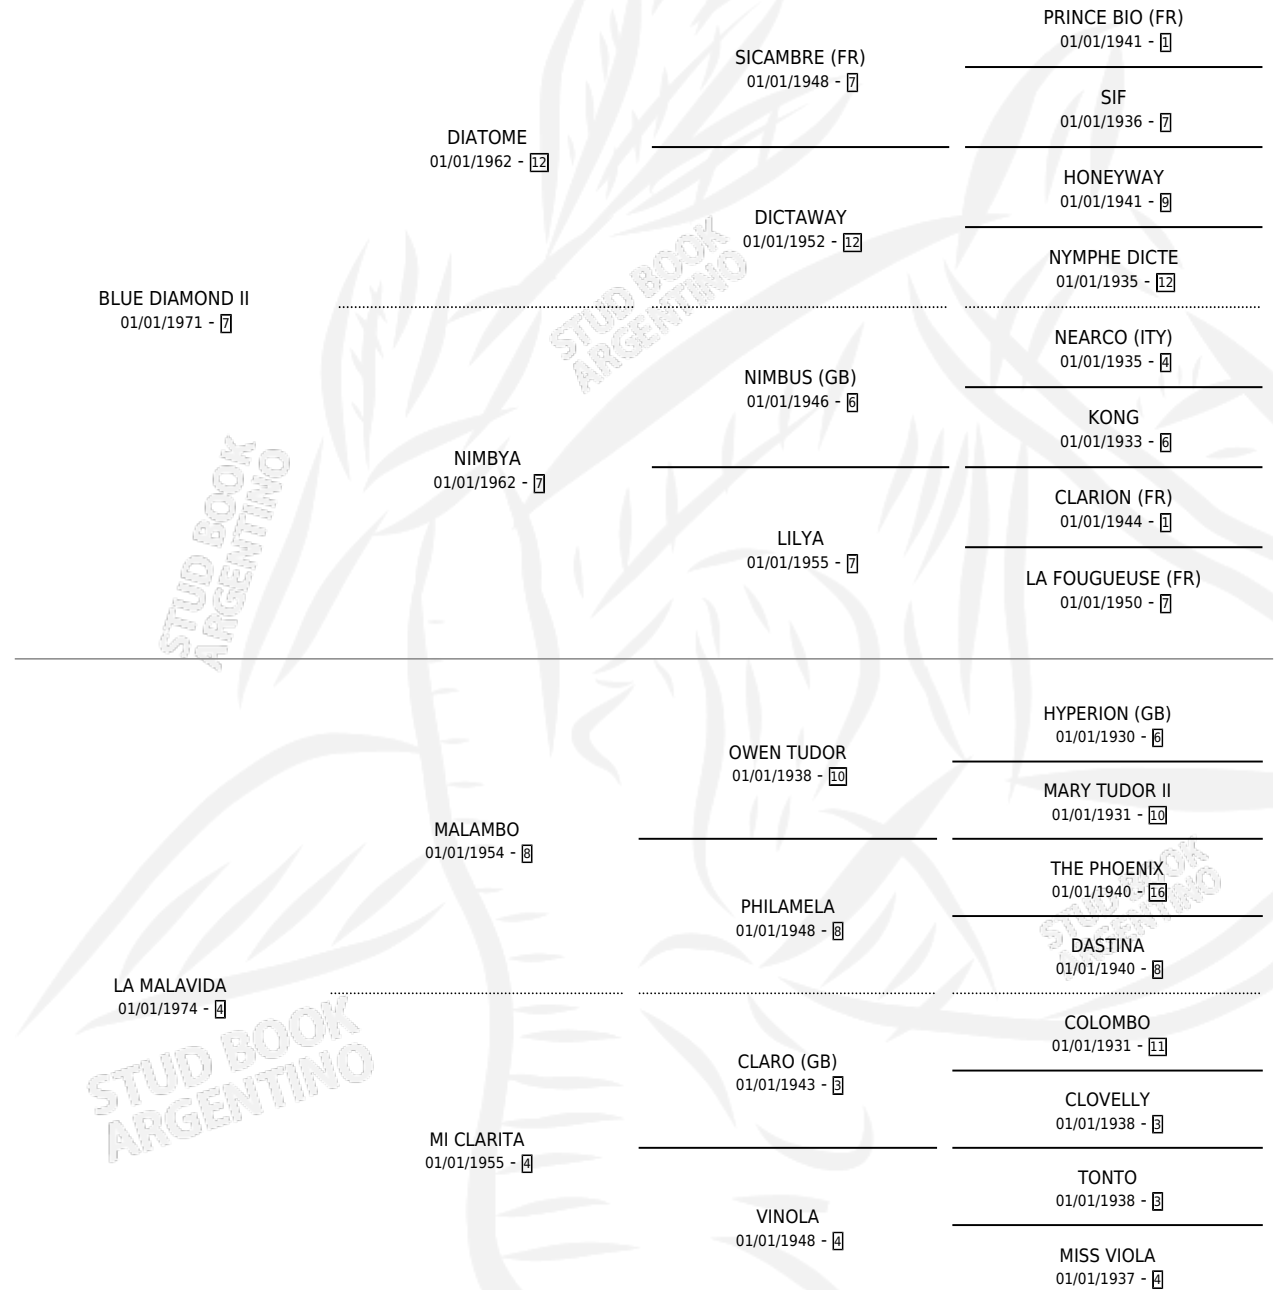 PRINCE BIO (FR)
01/01/1941 - 1
SICAMBRE (FR)
01/01/1948 - 7
SIF
01/01/1936 - 7
DIATOME
01/01/1962 - 12
HONEYWAY
01/01/1941 - 9
DICTAWAY
01/01/1952 - 12
NYMPHE DICTE
01/01/1935 - 12
BLUE DIAMOND II
01/01/1971 - 7
NEARCO (ITY)
01/01/1935 - 4
NIMBUS (GB)
01/01/1946 - 6
KONG
01/01/1933 - 6
NIMBYA
01/01/1962 - 7
CLARION (FR)
01/01/1944 - 1
LILYA
01/01/1955 - 7
LA FOUGUEUSE (FR)
01/01/1950 - 7
HYPERION (GB)
01/01/1930 - 6
OWEN TUDOR
01/01/1938 - 10
MARY TUDOR II
01/01/1931 - 10
MALAMBO
01/01/1954 - 8
THE PHOENIX
01/01/1940 - 16
PHILAMELA
01/01/1948 - 8
DASTINA
01/01/1940 - 8
LA MALAVIDA
01/01/1974 - 4
COLOMBO
01/01/1931 - 11
CLARO (GB)
01/01/1943 - 3
CLOVELLY
01/01/1938 - 3
MI CLARITA
01/01/1955 - 4
TONTO
01/01/1938 - 3
VINOLA
01/01/1948 - 4
MISS VIOLA
01/01/1937 - 4
STUD BOOK
ARGENTINO
STUD BOOK
ARGENTINO
STUD BOOK
ARGENTINO
STUD BOOK
ARGENTINO